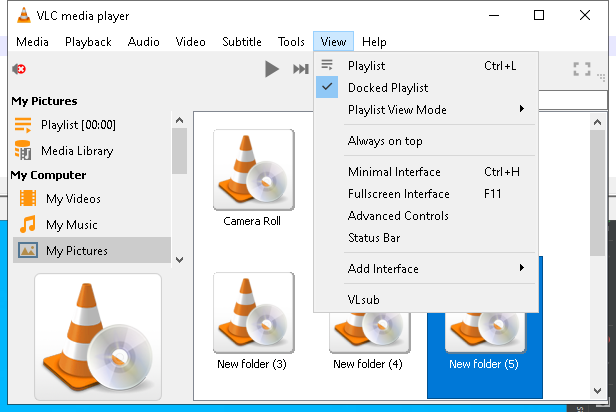 VLC media player
Media Playback Audio Video Subtitle Tools View Help
Playlist Ctrl+L
Docked Playlist
Playlist View Mode
Always on top
Minimal Interface Ctrl+H
Fullscreen Interface F11
Advanced Controls
Status Bar
Add Interface
VLsub
My Pictures
Playlist [00:00]
Media Library
My Computer
My Videos
My Music
My Pictures
Camera Roll
New folder (3) New folder (4) New folder (5)